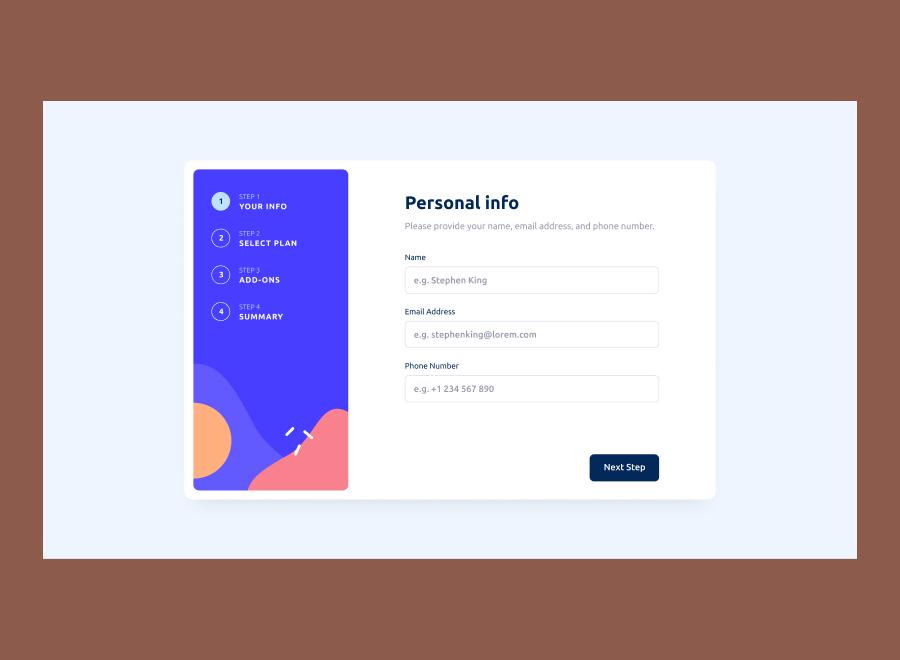 1
STEP 1
YOUR INFO
2
STEP 2
SELECT PLAN
3
STEP 3
ADD-ONS
4
STEP 4
SUMMARY
Personal info
Please provide your name, email address, and phone number.
Name
e.g. Stephen King
Email Address
e.g. stephenking@lorem.com
Phone Number
e.g. +1 234 567 890
Next Step